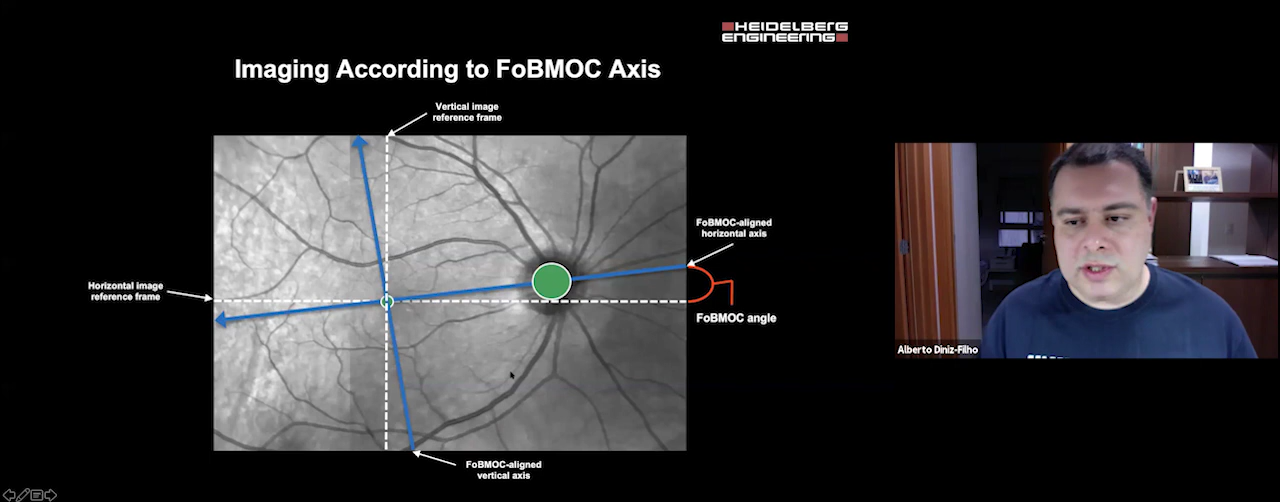 HEIDELBERG
ENGINEERING
Imaging According to FoBMOC Axis
Vertical image
reference frame
FoBMOC-aligned
horizontal axis
Horizontal image
reference frame
FoBMOC angle
Alberto Diniz-Filho
FoBMOC-aligned
vertical axis